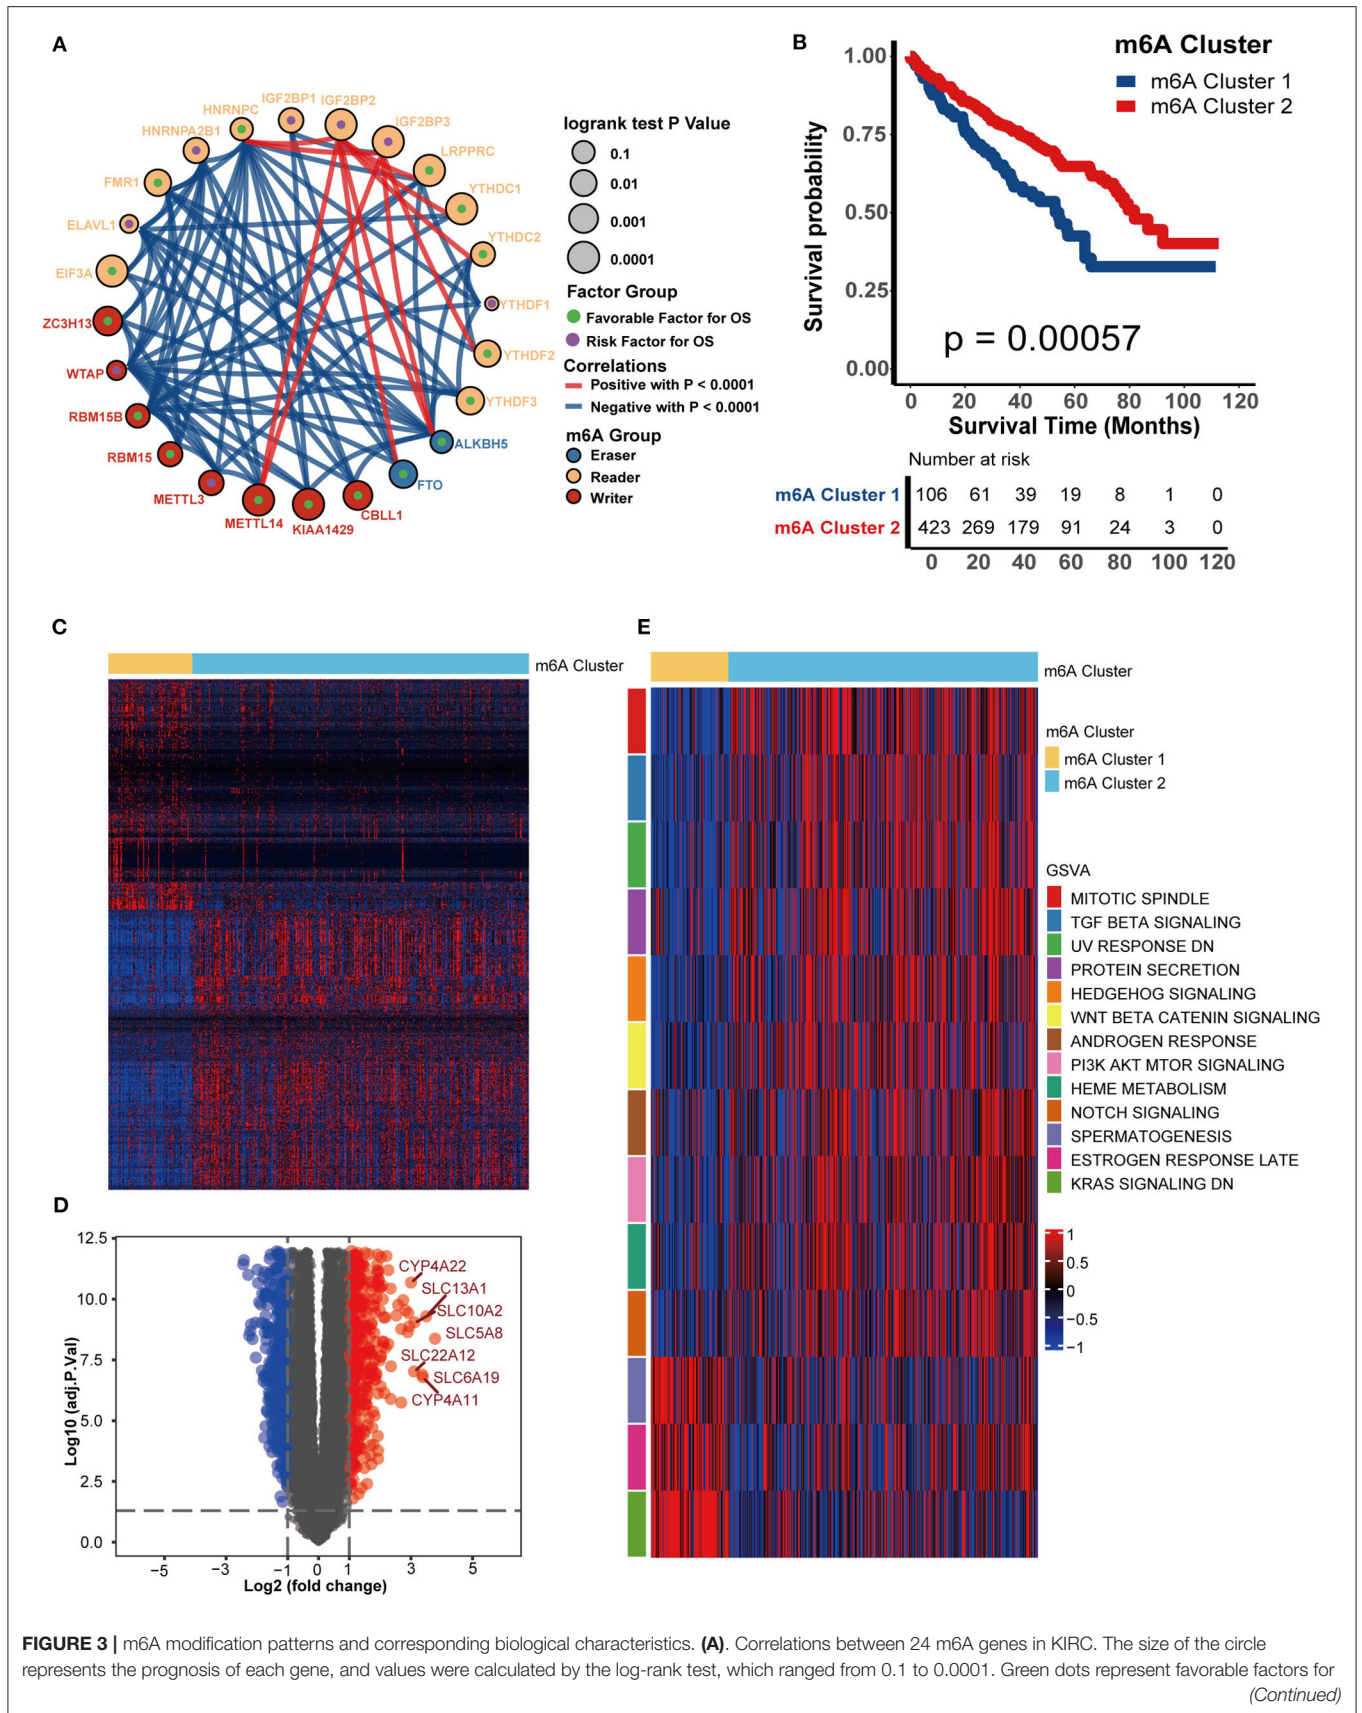 A
HNRNPC
IGF2BP1
IGF2BP2
HNRNPA2B1
IGF2BP3
FMR1
LRPPRC
ELAVL1
YTHDC1
EIF3A
YTHDC2
ZC3H13
YTHDF1
WTAP
YTHDF2
RBM15B
YTHDF3
RBM15
ALKBH5
METTL3
FTO
METTL14
KIAA1429
CBLL1
logrank test P Value
0.1
0.01
0.001
0.0001
Factor Group
Favorable Factor for OS
Risk Factor for OS
Correlations
Positive with P < 0.0001
Negative with P < 0.0001
m6A Group
Eraser
Reader
Writer
B
m6A Cluster
m6A Cluster 1
m6A Cluster 2
Survival probability
1.00
0.75
0.50
0.25
0.00
p = 0.00057
0 20 40 60 80 100 120
Survival Time (Months)
Number at risk
m6A Cluster 1 106 61 39 19 8 1 0
m6A Cluster 2 423 269 179 91 24 3 0
0 20 40 60 80 100 120
C
m6A Cluster
D
Log10 (adj.P.Val)
12.5
10.0
7.5
5.0
2.5
0.0
CYP4A22
SLC13A1
SLC10A2
SLC5A8
SLC22A12
SLC6A19
CYP4A11
−5 −3 −1 0 1 3 5
Log2 (fold change)
E
m6A Cluster
m6A Cluster
m6A Cluster 1
m6A Cluster 2
GSVA
MITOTIC SPINDLE
TGF BETA SIGNALING
UV RESPONSE DN
PROTEIN SECRETION
HEDGEHOG SIGNALING
WNT BETA CATENIN SIGNALING
ANDROGEN RESPONSE
PI3K AKT MTOR SIGNALING
HEME METABOLISM
NOTCH SIGNALING
SPERMATOGENESIS
ESTROGEN RESPONSE LATE
KRAS SIGNALING DN
1
0.5
0
−0.5
−1
FIGURE 3 | m6A modification patterns and corresponding biological characteristics. (A). Correlations between 24 m6A genes in KIRC. The size of the circle
represents the prognosis of each gene, and values were calculated by the log-rank test, which ranged from 0.1 to 0.0001. Green dots represent favorable factors for
(Continued)